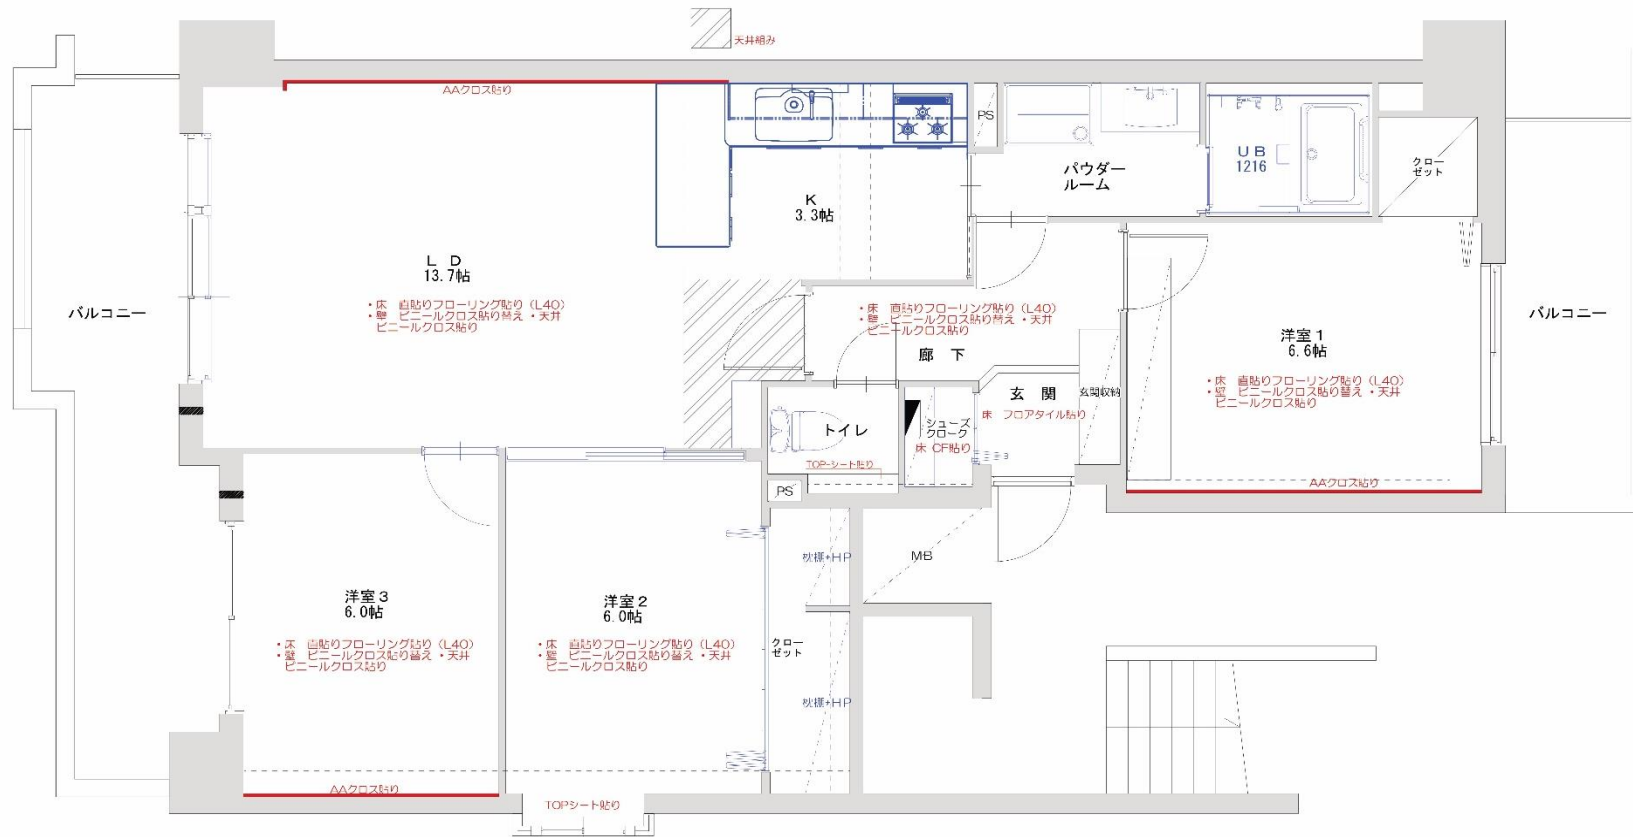 天井組み
AAクロス貼り
PS
パウダー
ルーム
UB
1216
クロー
ゼット
K
3.3帖
LD
13.7帖
・床 直貼りフローリング貼り（L40）
・壁 ビニールクロス貼り替え・天井
ビニールクロス貼り
バルコニー
・床 直貼りフローリング貼り（L40）
・壁 ビニールクロス貼り替え・天井
ビニールクロス貼り
廊下
洋室1
6.6帖
・床 直貼りフローリング貼り（L40）
・壁 ビニールクロス貼り替え・天井
ビニールクロス貼り
バルコニー
玄関
玄関収納
床 フロアタイル貼り
トイレ
シューズ
クローク
床 CF貼り
TOP-シート貼り
AAクロス貼り
PS
MB
枕棚+HP
洋室3
6.0帖
・床 直貼りフローリング貼り（L40）
・壁 ビニールクロス貼り替え・天井
ビニールクロス貼り
洋室2
6.0帖
・床 直貼りフローリング貼り（L40）
・壁 ビニールクロス貼り替え・天井
ビニールクロス貼り
クロー
ゼット
枕棚+HP
AAクロス貼り
TOPシート貼り